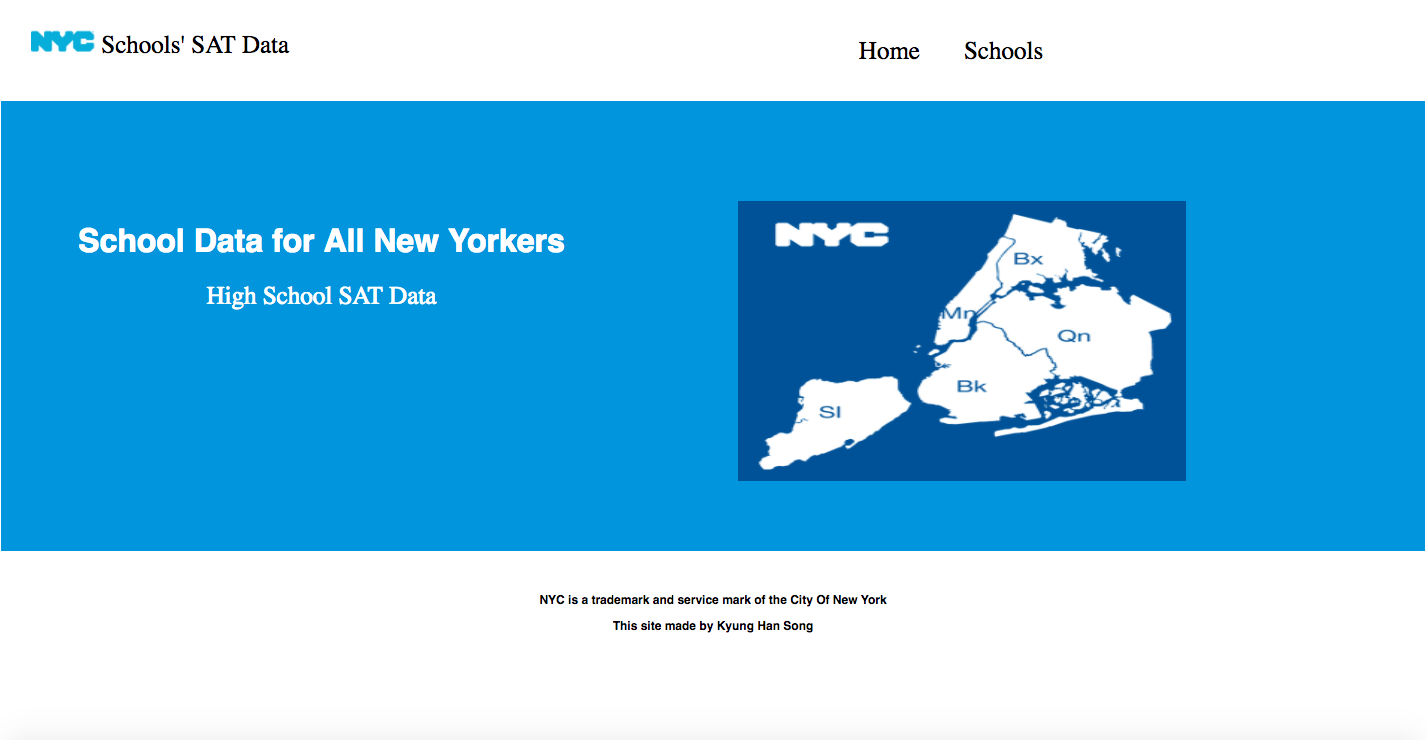 NYC Schools' SAT Data
Home
Schools
School Data for All New Yorkers
High School SAT Data
NYC
Bx
Mn
Qn
Bk
SI
NYC is a trademark and service mark of the City Of New York
This site made by Kyung Han Song